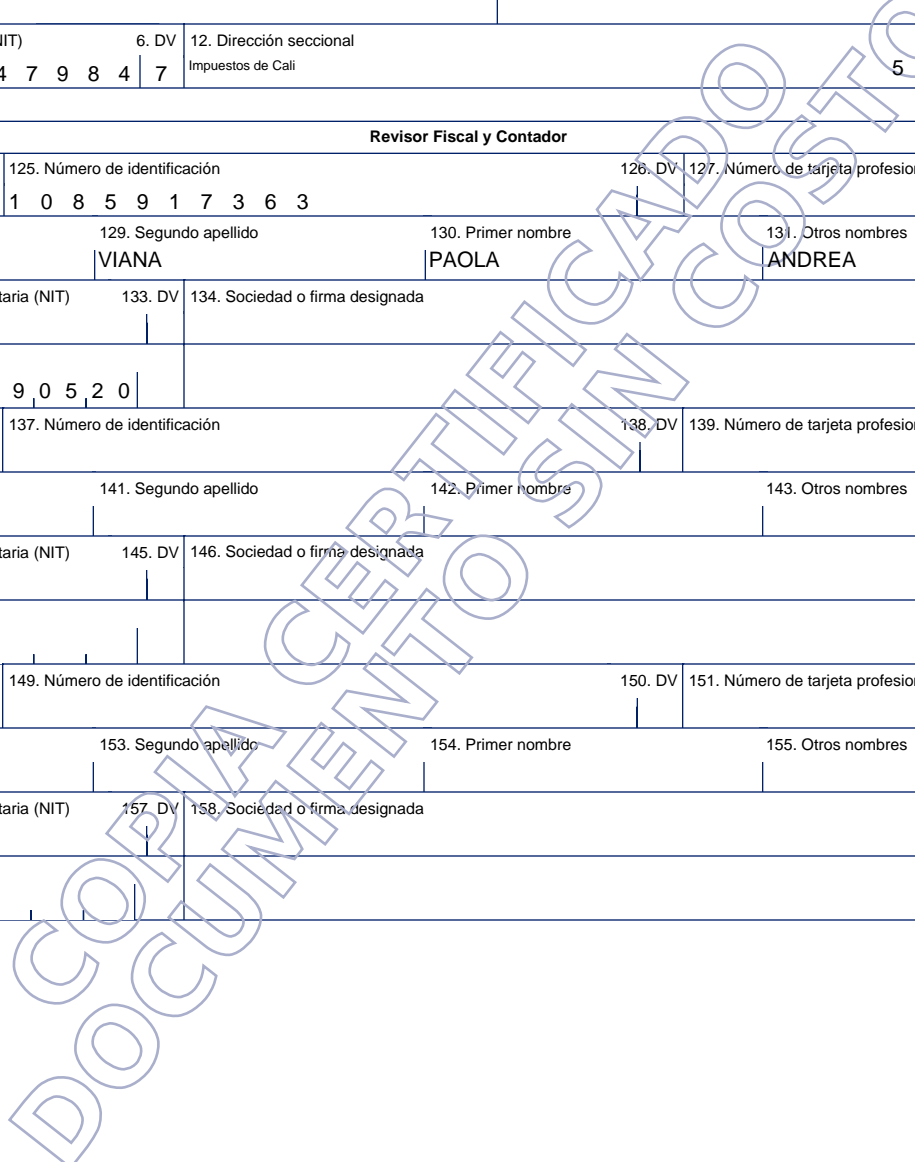 NIT) 6. DV 12. Dirección seccional
4 7 9 8 4 7 Impuestos de Cali 5
Revisor Fiscal y Contador
125. Número de identificación 126. DV 127. Número de tarjeta profesion
1 0 8 5 9 1 7 3 6 3
129. Segundo apellido 130. Primer nombre 131. Otros nombres
VIANA PAOLA ANDREA
taria (NIT) 133. DV 134. Sociedad o firma designada
9 0 5 2 0
137. Número de identificación 138. DV 139. Número de tarjeta profesion
141. Segundo apellido 142. Primer nombre 143. Otros nombres
taria (NIT) 145. DV 146. Sociedad o firma designada
149. Número de identificación 150. DV 151. Número de tarjeta profesion
153. Segundo apellido 154. Primer nombre 155. Otros nombres
taria (NIT) 157. DV 158. Sociedad o firma designada
COPIA CERTIFICADO
DOCUMENTO SIN COSTO